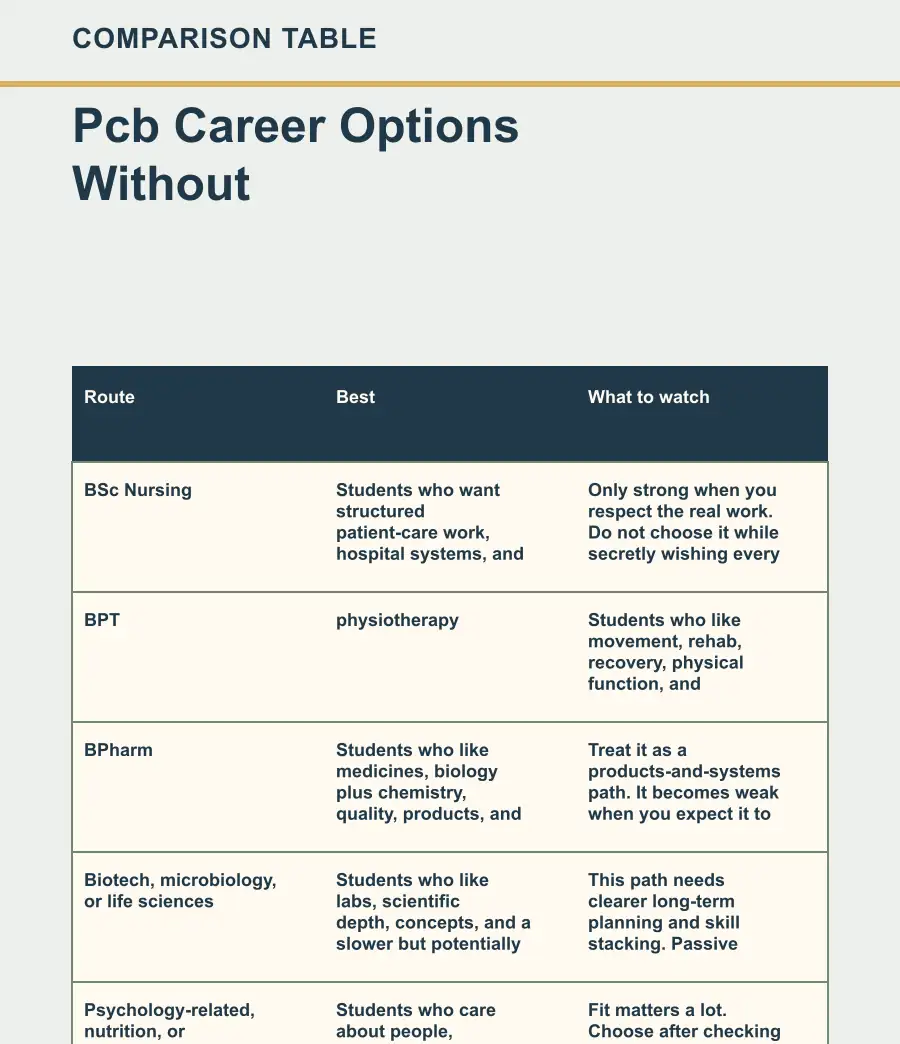 COMPARISON TABLE
Pcb Career Options
Without
Route
Best
What to watch
BSc Nursing
Students who want
structured
patient-care work,
hospital systems, and
Only strong when you
respect the real work.
Do not choose it while
secretly wishing every
BPT
physiotherapy
Students who like
movement, rehab,
recovery, physical
function, and
BPharm
Students who like
medicines, biology
plus chemistry,
quality, products, and
Treat it as a
products-and-systems
path. It becomes weak
when you expect it to
Biotech, microbiology,
or life sciences
Students who like
labs, scientific
depth, concepts, and a
slower but potentially
This path needs
clearer long-term
planning and skill
stacking. Passive
Psychology-related,
nutrition, or
Students who care
about people,
Fit matters a lot.
Choose after checking